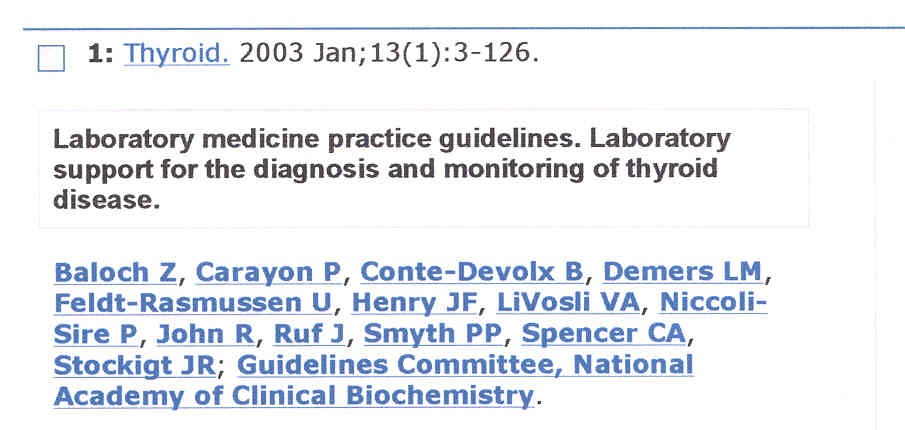 1: Thyroid. 2003 Jan;13(1):3-126.
Laboratory medicine practice guidelines. Laboratory
support for the diagnosis and monitoring of thyroid
disease.
Baloch Z, Carayon P, Conte-Devolx B, Demers LM,
Feldt-Rasmussen U, Henry JF, LiVosli VA, Niccoli-
Sire P, John R, Ruf J, Smyth PP, Spencer CA,
Stockigt JR; Guidelines Committee, National
Academy of Clinical Biochemistry.